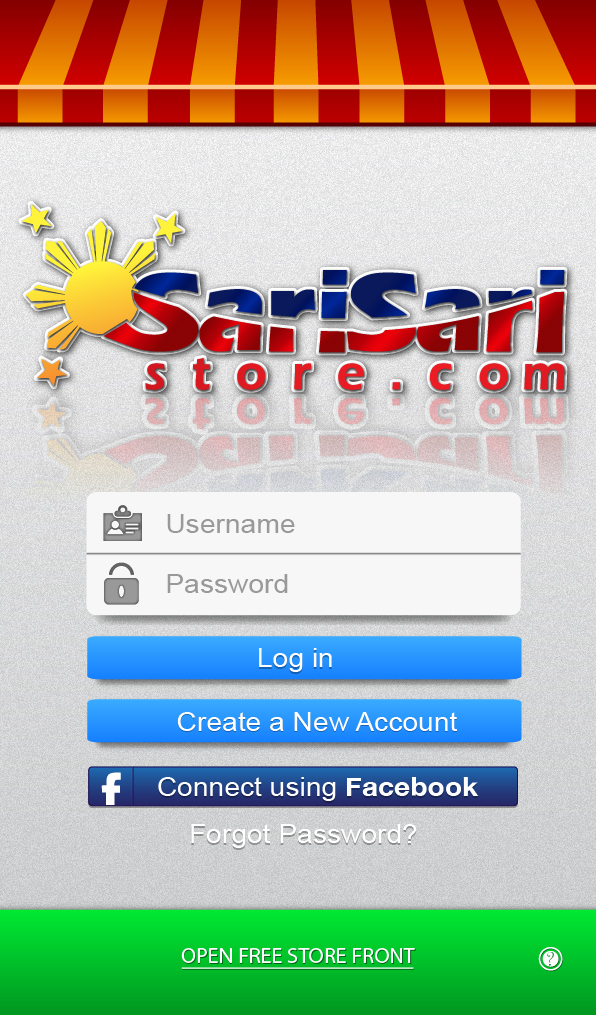 SariSari
store.com
Username
Password
Log in
Create a New Account
f Connect using Facebook
Forgot Password?
OPEN FREE STORE FRONT ?